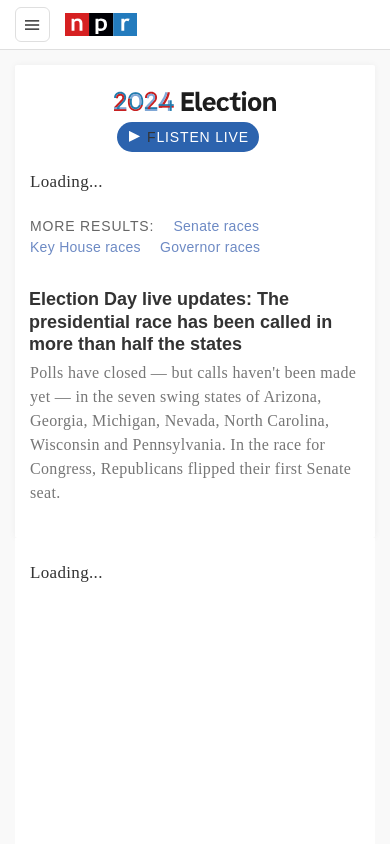 npr
2024 Election
FLISTEN LIVE
Loading...
MORE RESULTS: Senate races
Key House races Governor races
Election Day live updates: The
presidential race has been called in
more than half the states
Polls have closed — but calls haven't been made
yet — in the seven swing states of Arizona,
Georgia, Michigan, Nevada, North Carolina,
Wisconsin and Pennsylvania. In the race for
Congress, Republicans flipped their first Senate
seat.
Loading...